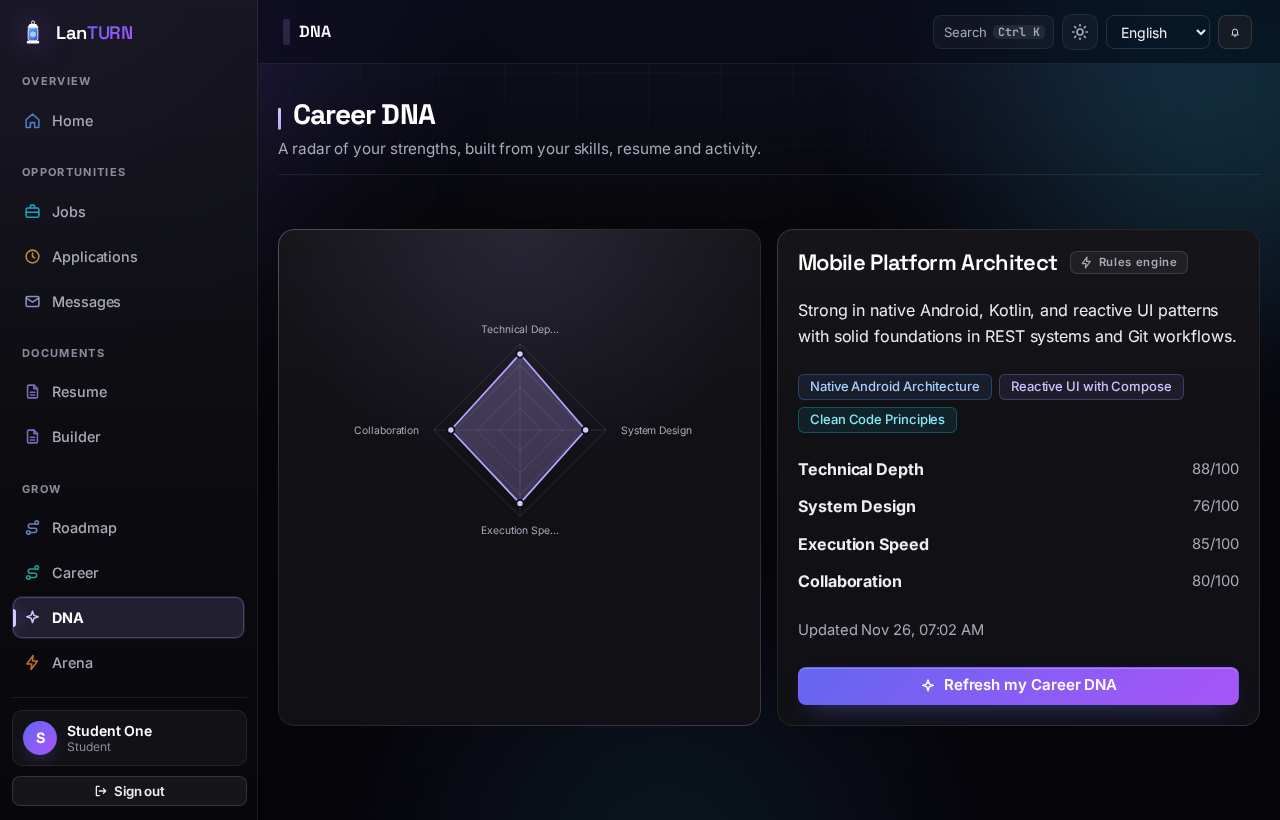 LanTURN
OVERVIEW
Home
OPPORTUNITIES
Jobs
Applications
Messages
DOCUMENTS
Resume
Builder
GROW
Roadmap
Career
DNA
Arena
S
Student One
Student
Sign out
DNA
Search Ctrl K
English
Career DNA
A radar of your strengths, built from your skills, resume and activity.
Technical Dep...
Collaboration
System Design
Execution Spe...
Mobile Platform Architect
Rules engine
Strong in native Android, Kotlin, and reactive UI patterns
with solid foundations in REST systems and Git workflows.
Native Android Architecture
Reactive UI with Compose
Clean Code Principles
Technical Depth 88/100
System Design 76/100
Execution Speed 85/100
Collaboration 80/100
Updated Nov 26, 07:02 AM
Refresh my Career DNA